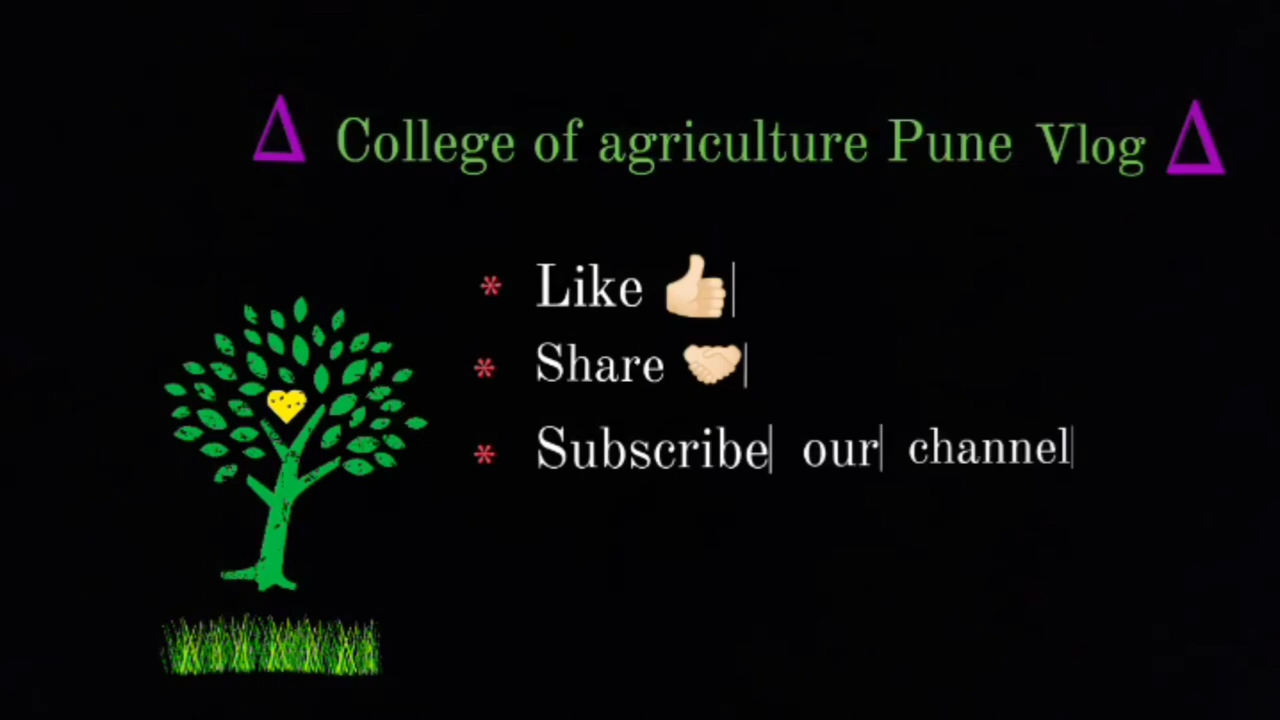 Δ College of agriculture Pune Vlog Δ
* Like 👍🏻|
* Share 🤝🏻|
* Subscribe| our| channel|